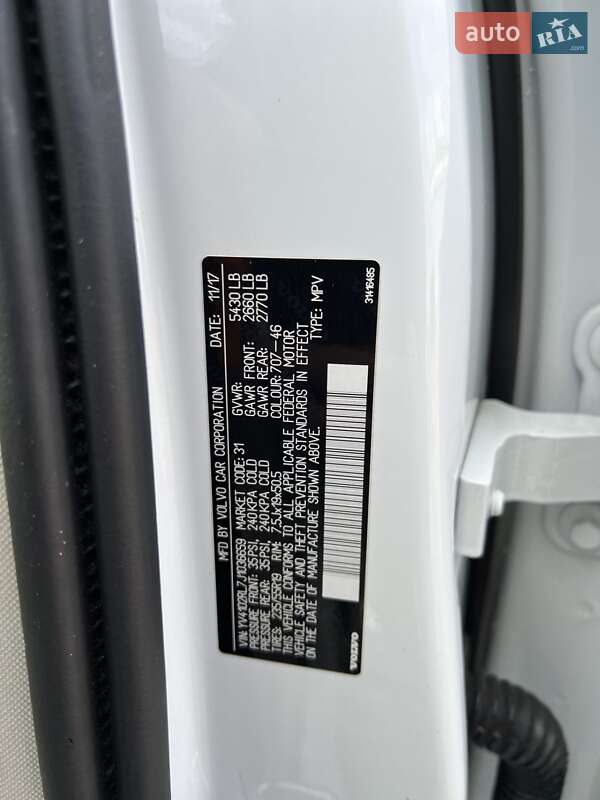 auto RIA.com
MFD BY VOLVO CAR CORPORATION DATE: 11/17
VIN: YV4102RL7J1036659 MARKET CODE: 31 GVWR: 5430 LB
PRESSURE FRONT: 35PSI, 240KPA COLD GAWR FRONT: 2660 LB
PRESSURE REAR: 35PSI, 240KPA COLD GAWR REAR: 2770 LB
TIRES: 235/55R19 RIM: 7.5Jx19x50.5 COLOUR: 707-46
THIS VEHICLE CONFORMS TO ALL APPLICABLE FEDERAL MOTOR
VEHICLE SAFETY AND THEFT PREVENTION STANDARDS IN EFFECT
ON THE DATE OF MANUFACTURE SHOWN ABOVE. TYPE: MPV
VOLVO 31416485